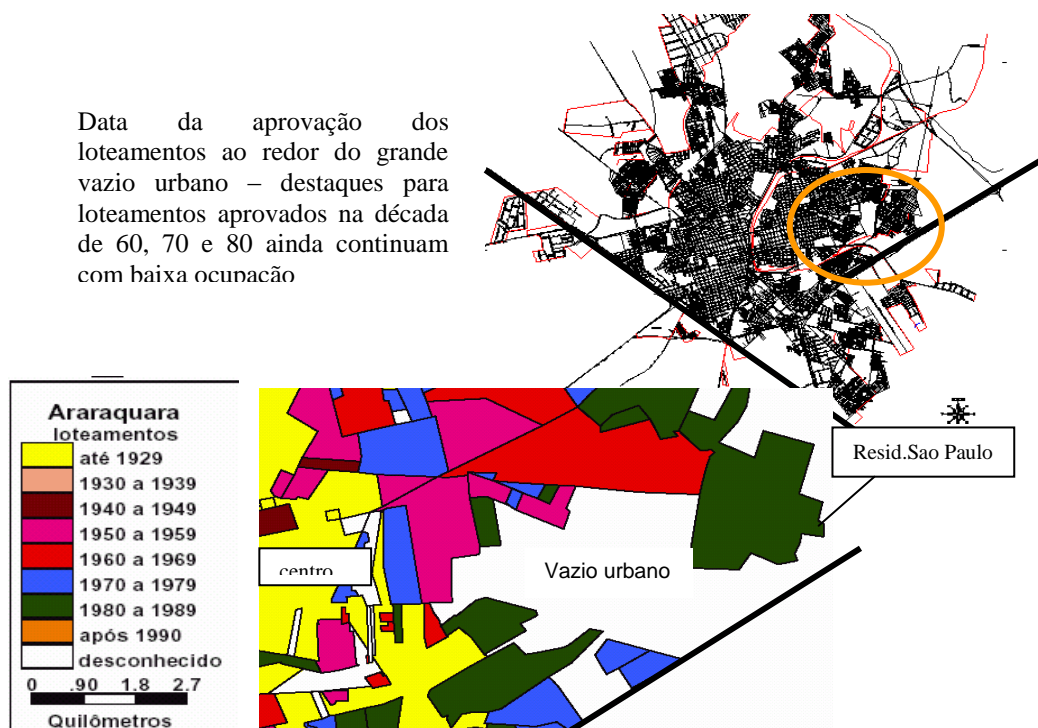 Data da aprovação dos
loteamentos ao redor do grande
vazio urbano – destaques para
loteamentos aprovados na década
de 60, 70 e 80 ainda continuam
com baixa ocupação
Araraquara
loteamentos
até 1929
1930 a 1939
1940 a 1949
1950 a 1959
1960 a 1969
1970 a 1979
1980 a 1989
após 1990
desconhecido
0 .90 1.8 2.7
Quilômetros
centro
Vazio urbano
Resid.Sao Paulo